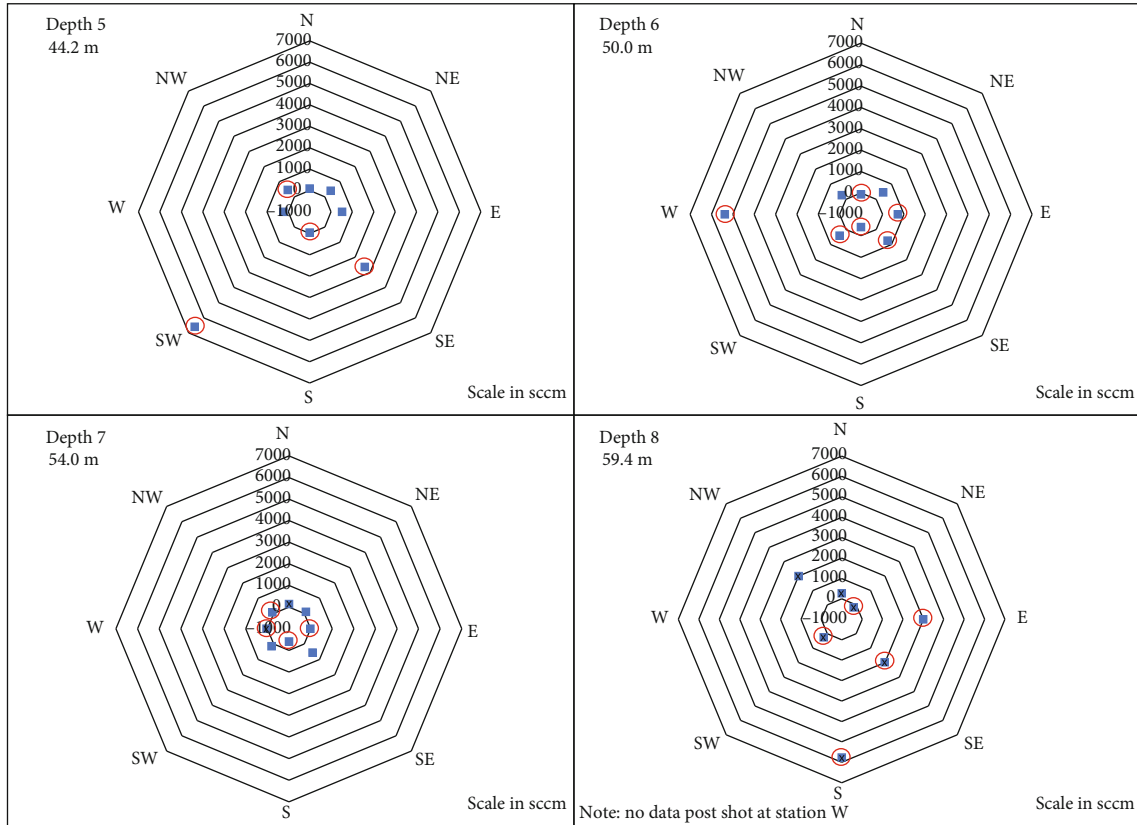 Depth 5
44.2 m
N
NW
NE
W
E
SW
SE
S
7000
6000
5000
4000
3000
2000
1000
0
−1000
Scale in sccm
Depth 6
50.0 m
N
NW
NE
W
E
SW
SE
S
7000
6000
5000
4000
3000
2000
1000
0
−1000
Scale in sccm
Depth 7
54.0 m
N
NW
NE
W
E
SW
SE
S
7000
6000
5000
4000
3000
2000
1000
0
−1000
Scale in sccm
Depth 8
59.4 m
N
NW
NE
W
E
SW
SE
S
7000
6000
5000
4000
3000
2000
1000
0
−1000
Note: no data post shot at station W
Scale in sccm